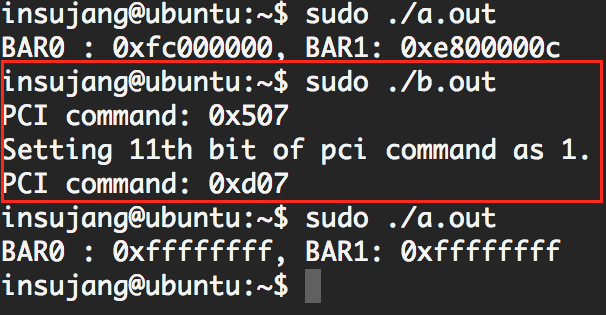 insujang@ubuntu:~$ sudo ./a.out
BAR0 : 0xfc000000, BAR1: 0xe800000c
insujang@ubuntu:~$ sudo ./b.out
PCI command: 0x507
Setting 11th bit of pci command as 1.
PCI command: 0xd07
insujang@ubuntu:~$ sudo ./a.out
BAR0 : 0xffffffff, BAR1: 0xffffffff
insujang@ubuntu:~$